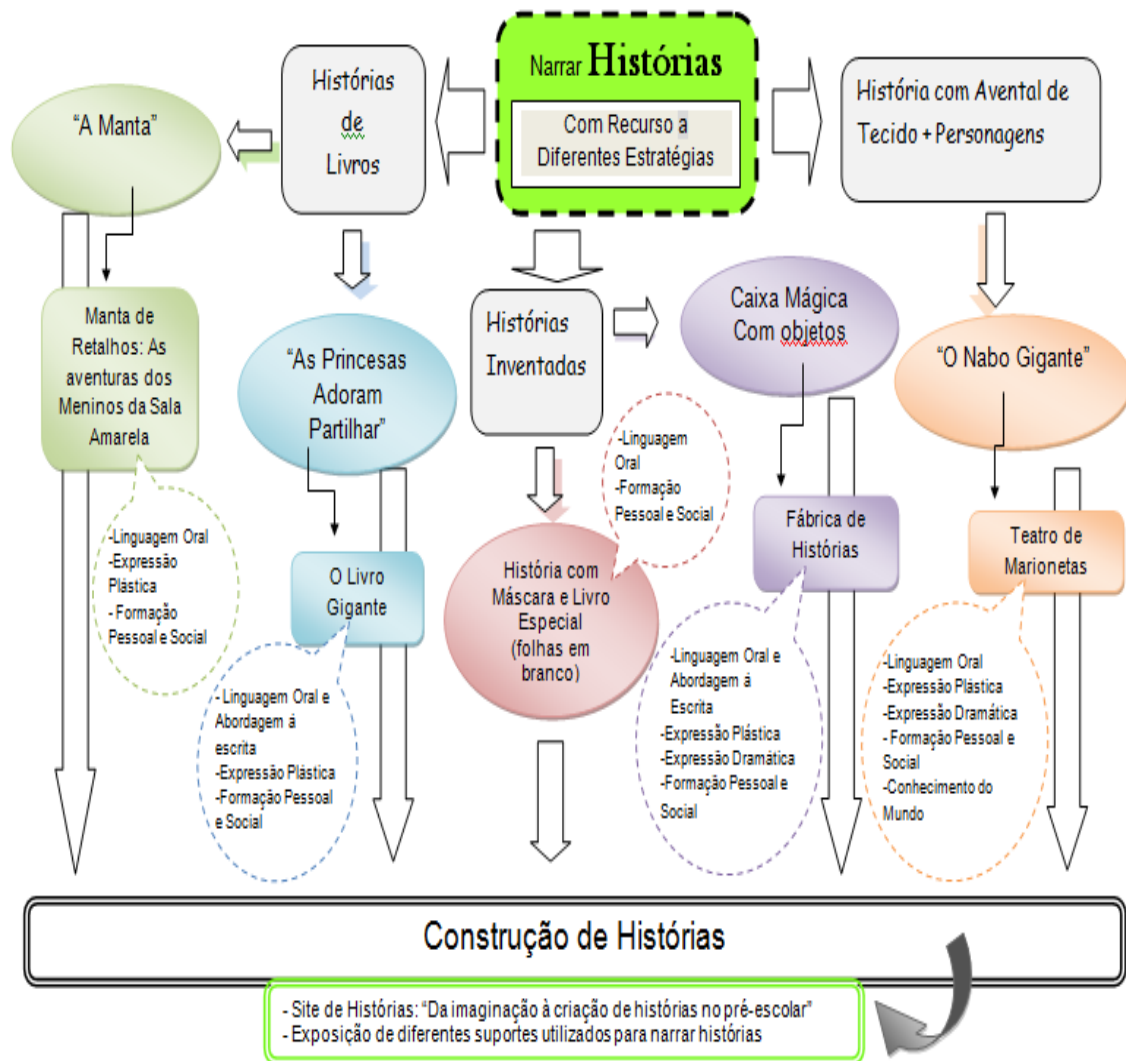 Narrar Histórias
Com Recurso a
Diferentes Estratégias
Histórias
de
Livros
História com Avental de
Tecido + Personagens
"A Manta"
Manta de
Retalhos: As
aventuras dos
Meninos da Sala
Amarela
-Linguagem Oral
-Expressão
Plástica
- Formação
Pessoal e Social
"As Princesas
Adoram
Partilhar"
O Livro
Gigante
- Linguagem Oral e
Abordagem á
escrita
-Expressão Plástica
-Formação Pessoal
e Social
Histórias
Inventadas
-Linguagem
Oral
-Formação
Pessoal e Social
História com
Máscara e Livro
Especial
(folhas em
branco)
Caixa Mágica
Com objetos
Fábrica de
Histórias
-Linguagem Oral e
Abordagem á
Escrita
-Expressão Plástica
-Expressão Dramática
-Formação Pessoal e
Social
"O Nabo Gigante"
Teatro de
Marionetas
-Linguagem Oral
-Expressão Plástica
-Expressão Dramática
- Formação Pessoal e
Social
-Conhecimento do
Mundo
Construção de Histórias
- Site de Histórias: "Da imaginação à criação de histórias no pré-escolar"
- Exposição de diferentes suportes utilizados para narrar histórias